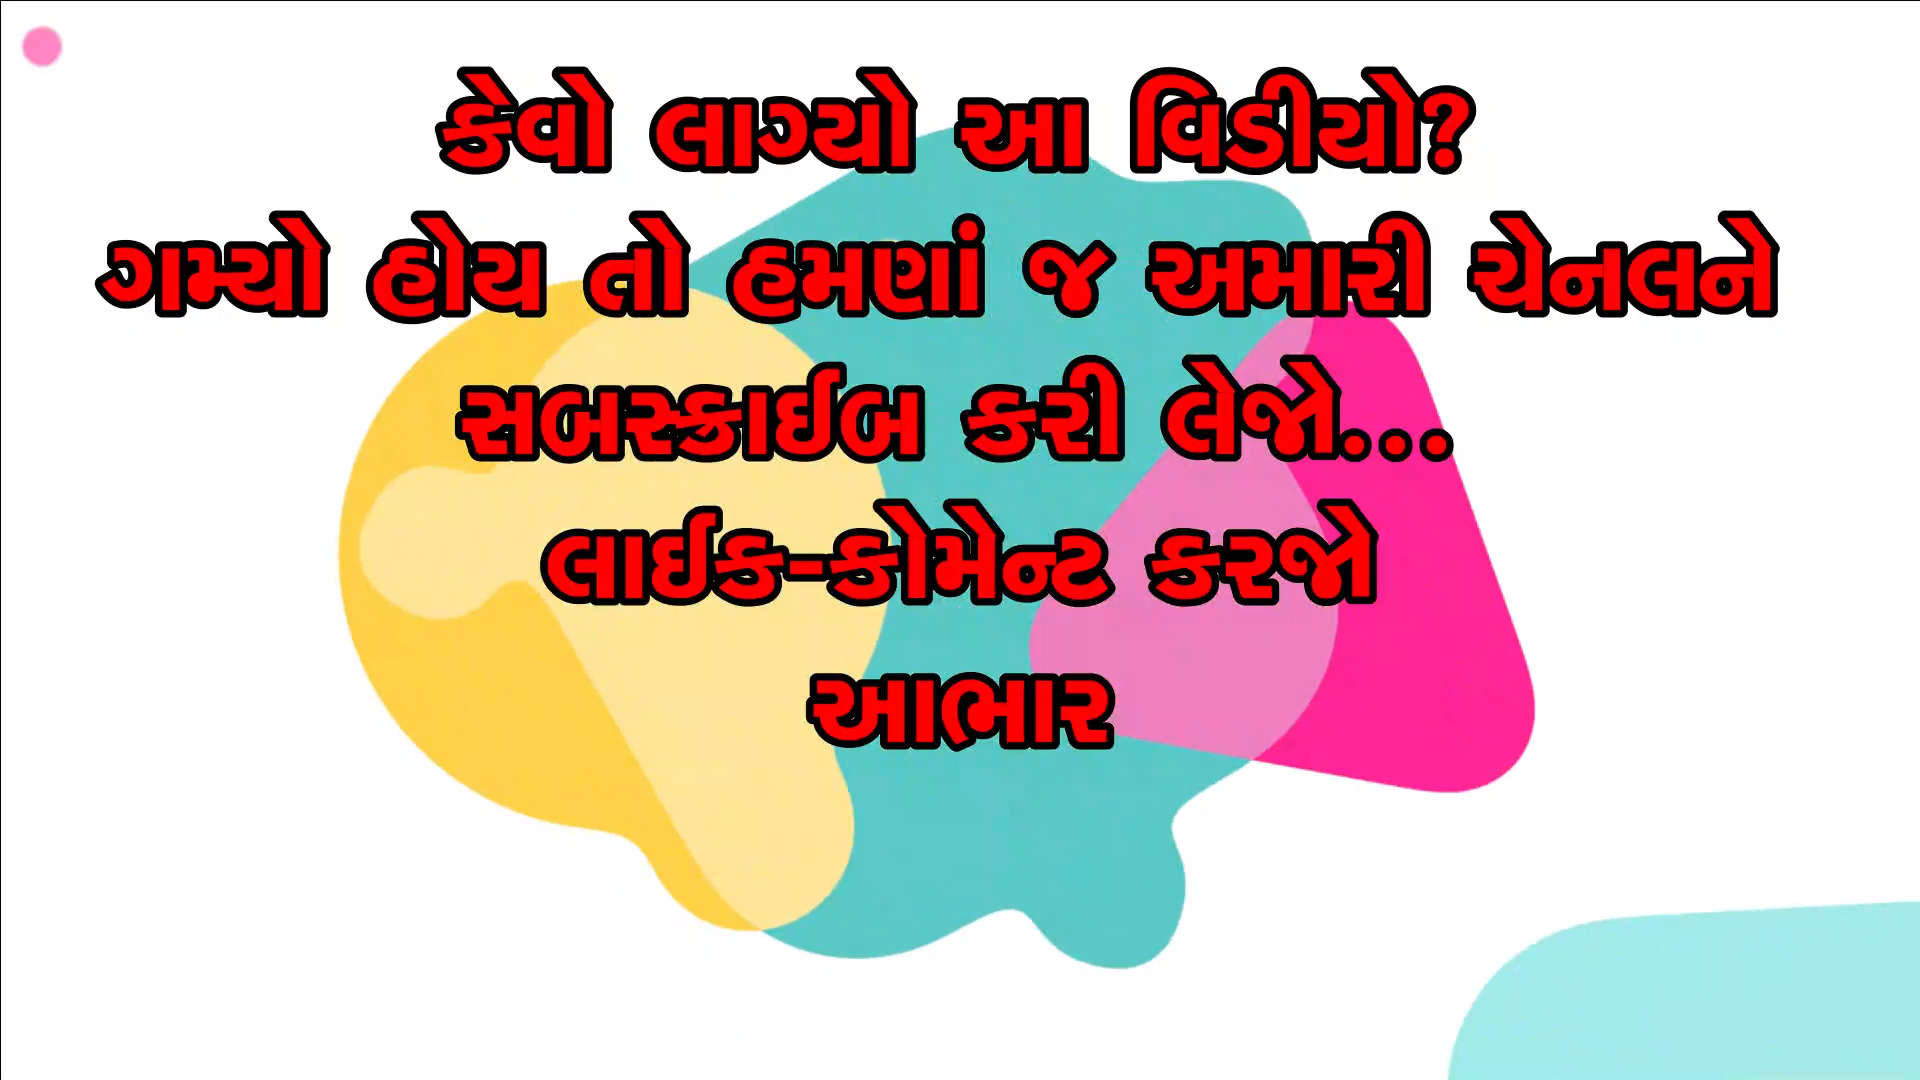 કેવો લાગ્યો આ વિડીયો?
ગમ્યો હોય તો હમણાં જ અમારી ચેનલને
સબસ્ક્રાઈબ કરી લેજો...
લાઈક-કોમેન્ટ કરજો
આભાર